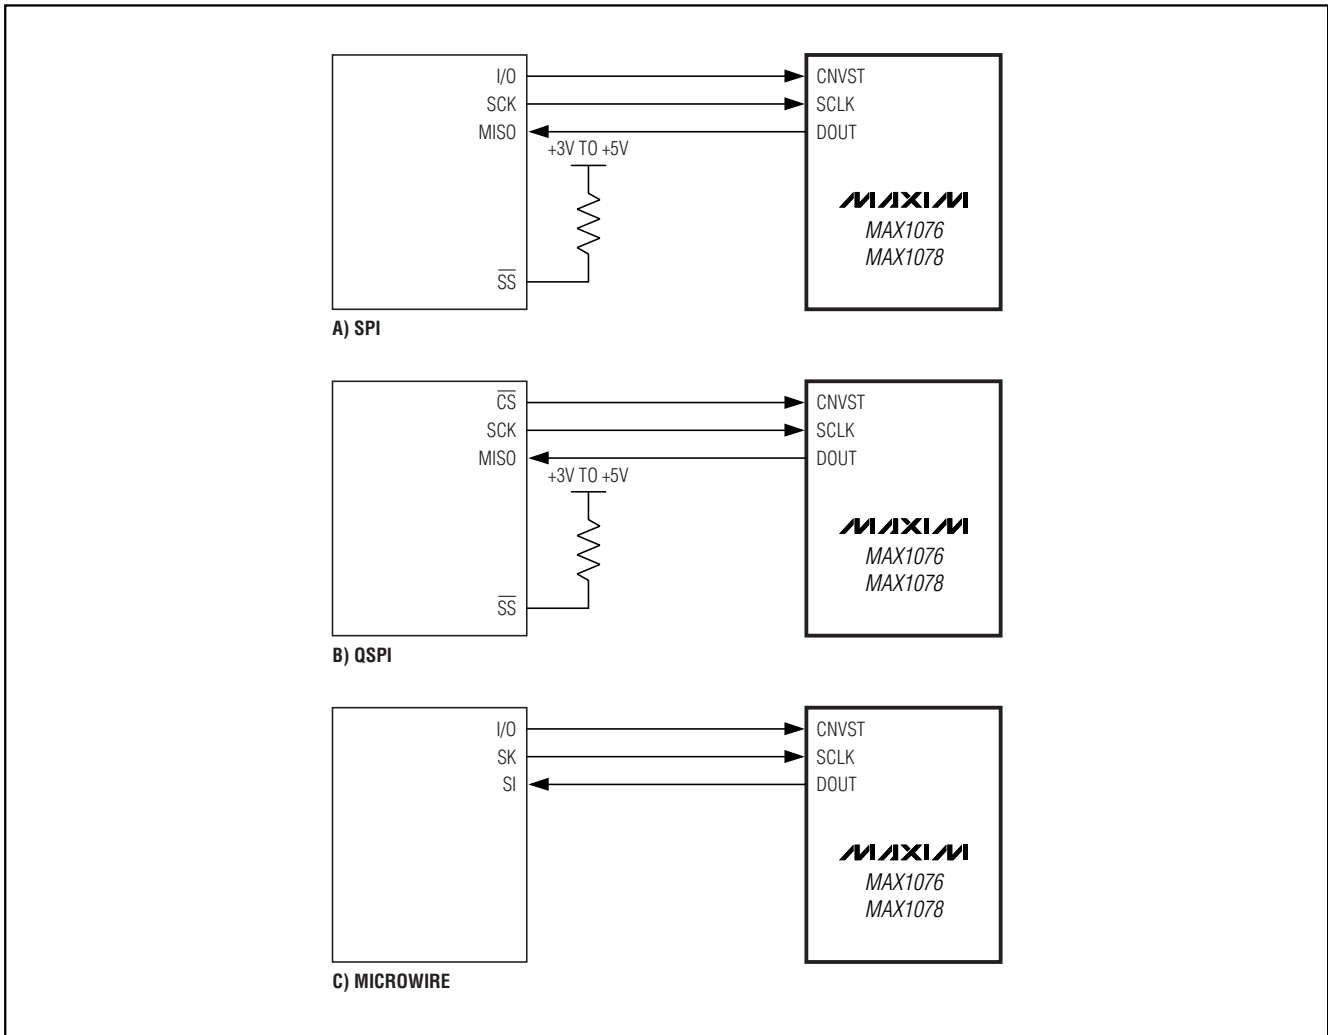 I/O
CNVST
SCK
SCLK
MISO
DOUT
+3V TO +5V
MAXIM
MAX1076
MAX1078
SS
A) SPI
CS
CNVST
SCK
SCLK
MISO
DOUT
+3V TO +5V
MAXIM
MAX1076
MAX1078
SS
B) QSPI
I/O
CNVST
SK
SCLK
SI
DOUT
MAXIM
MAX1076
MAX1078
C) MICROWIRE